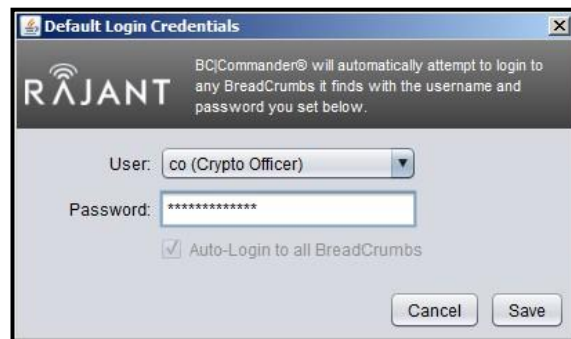 Default Login Credentials
RAJANT
BC|Commander® will automatically attempt to login to
any BreadCrumbs it finds with the username and
password you set below.
User: co (Crypto Officer)
Password: *************
Auto-Login to all BreadCrumbs
Cancel Save